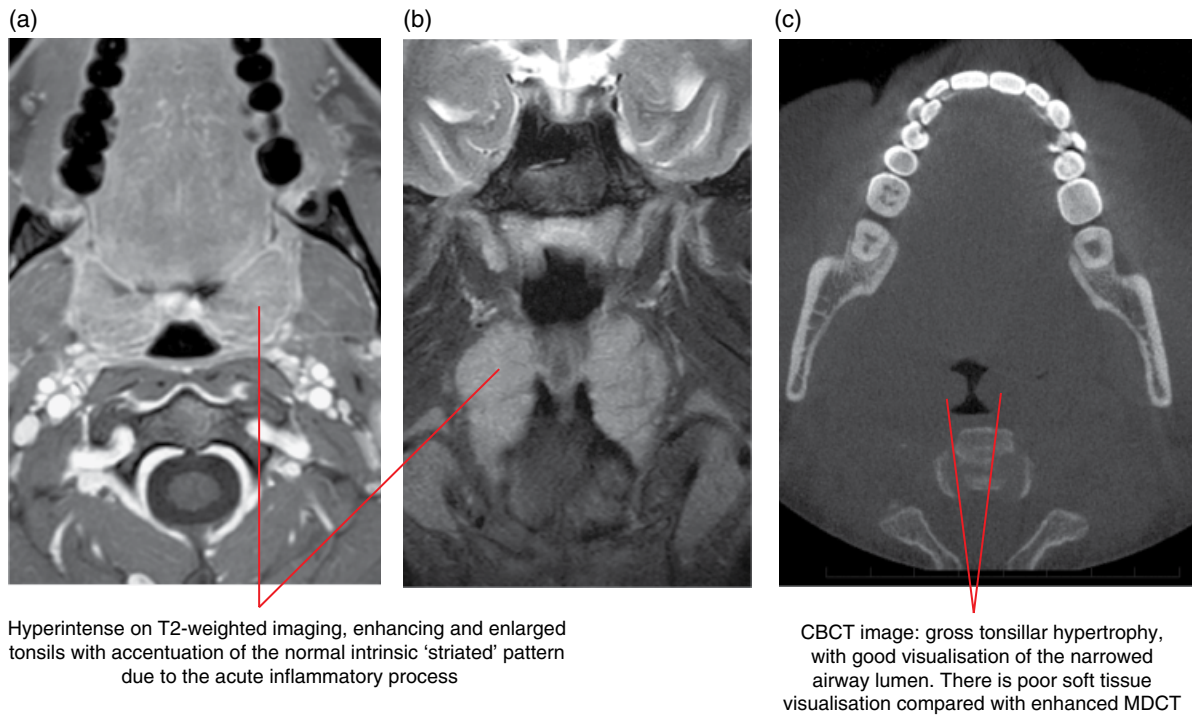 (a)
(b)
(c)
Hyperintense on T2-weighted imaging, enhancing and enlarged
tonsils with accentuation of the normal intrinsic ‘striated’ pattern
due to the acute inflammatory process
CBCT image: gross tonsillar hypertrophy,
with good visualisation of the narrowed
airway lumen. There is poor soft tissue
visualisation compared with enhanced MDCT